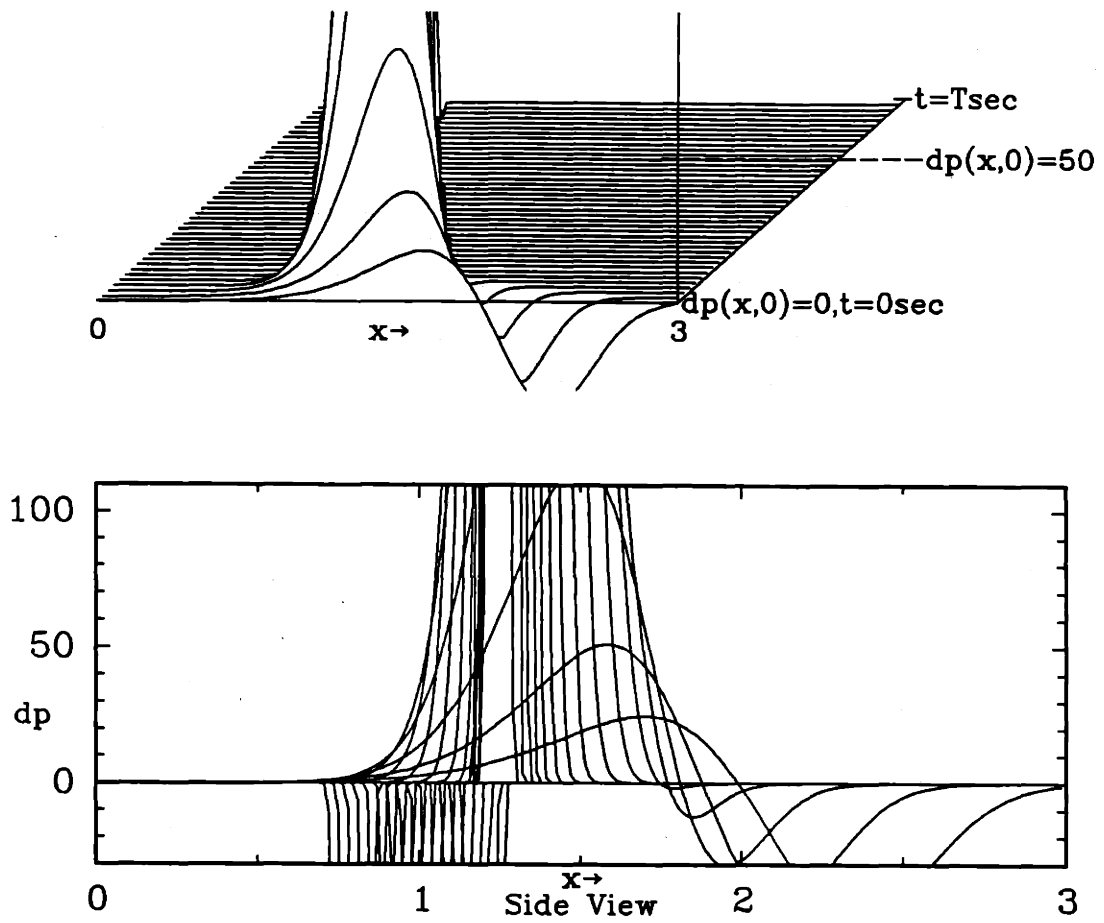 t=Tsec
dp(x,0)=50
dp(x,0)=0,t=0sec
0
x→
3
100
50
dp
0
0
1
x→
2
3
Side View